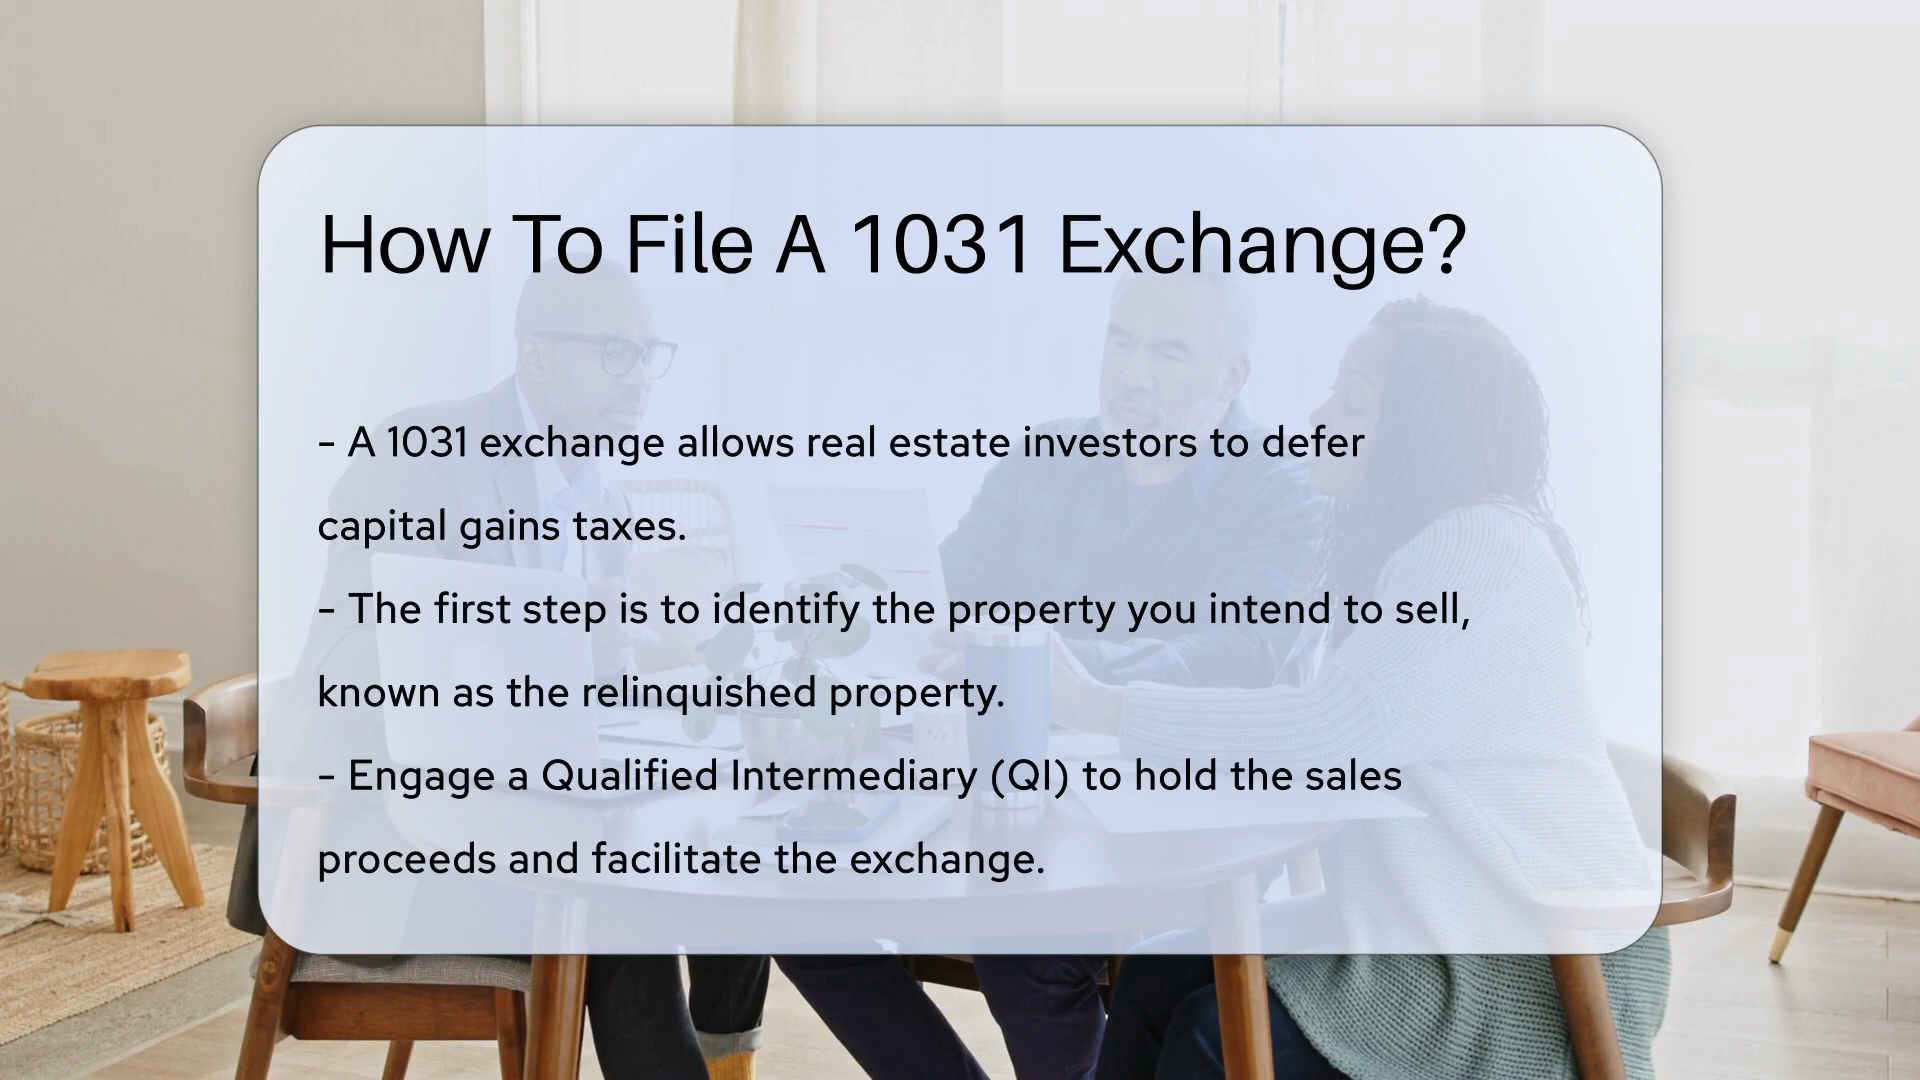 How To File A 1031 Exchange?
- A 1031 exchange allows real estate investors to defer
capital gains taxes.
- The first step is to identify the property you intend to sell,
known as the relinquished property.
- Engage a Qualified Intermediary (QI) to hold the sales
proceeds and facilitate the exchange.